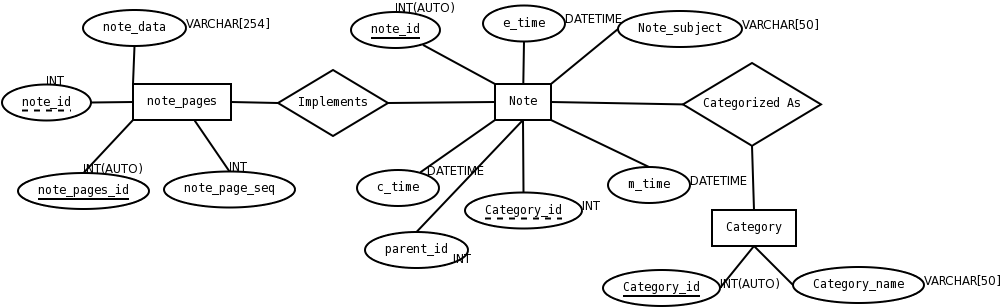 INT(AUTO)
note_data
VARCHAR[254]
note_id
e_time
DATETIME
Note_subject
VARCHAR[50]
INT
note_id
note_pages
Implements
Note
Categorized As
INT(AUTO)
note_pages_id
INT
note_page_seq
c_time
DATETIME
m_time
DATETIME
Category_id
INT
parent_id
INT
Category
Category_id
INT(AUTO)
Category_name
VARCHAR[50]